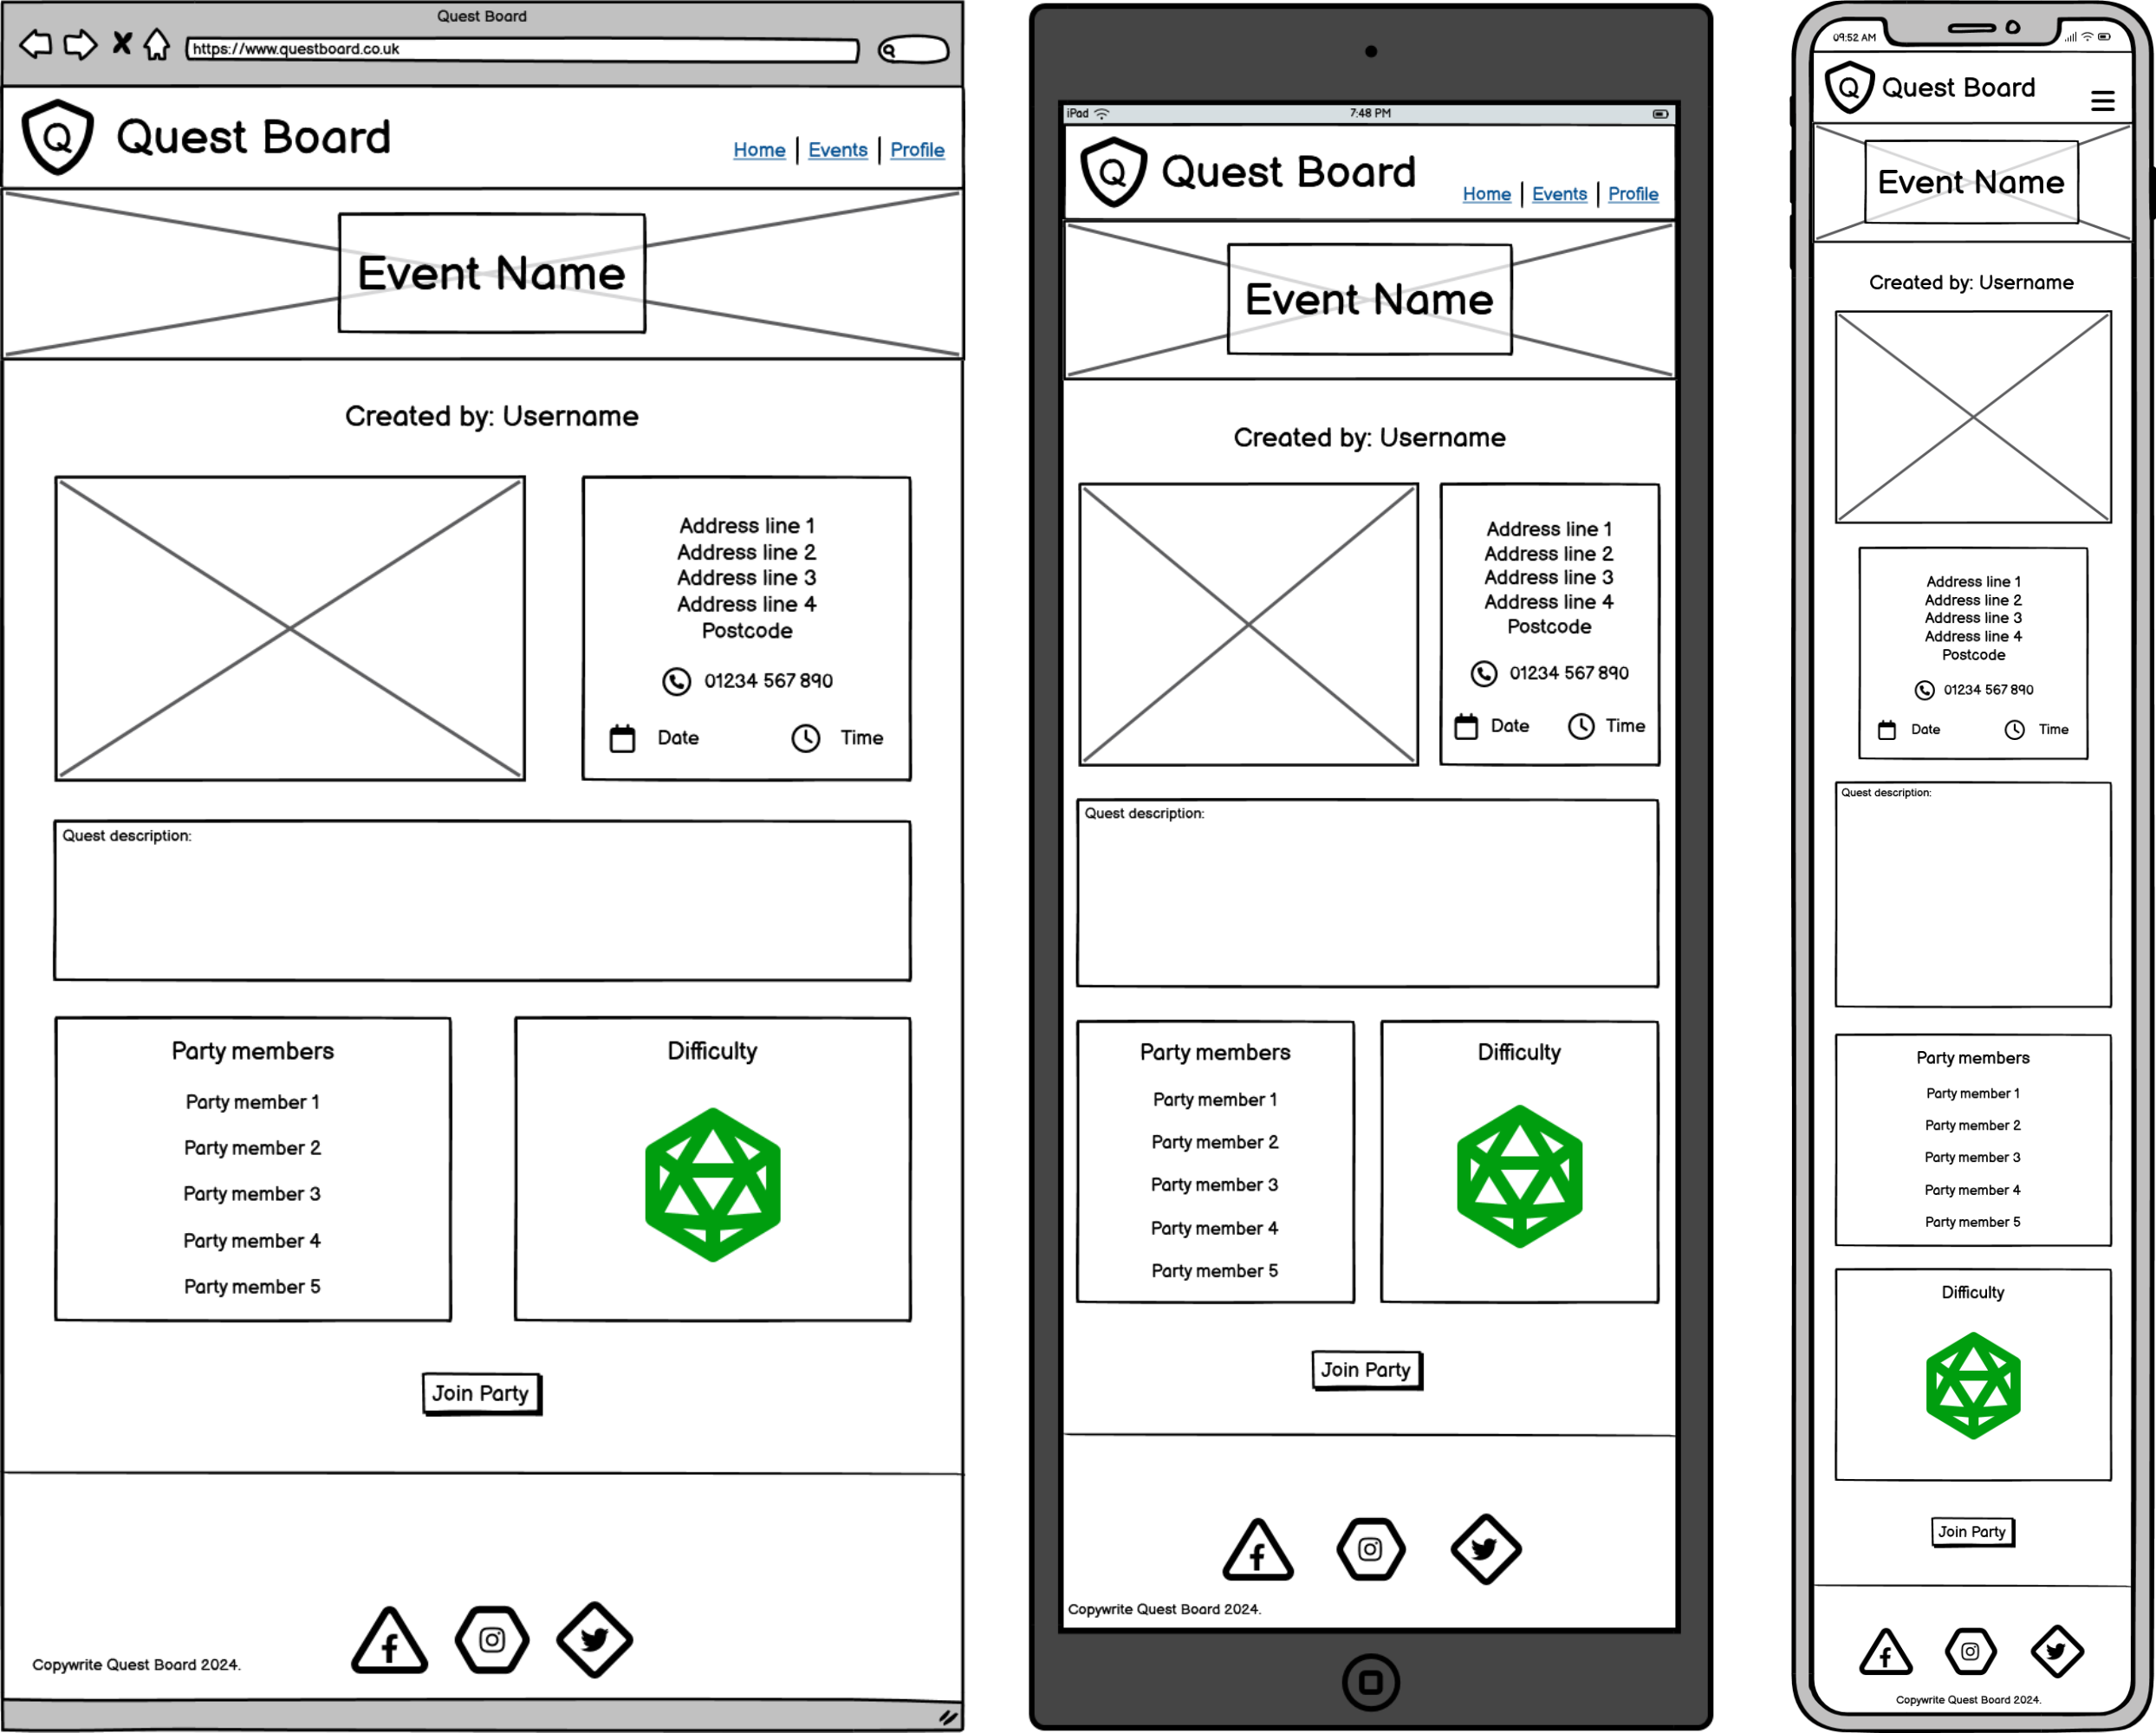 Quest Board
https://www.questboard.co.uk
Q
Quest Board
Home | Events | Profile
Event Name
Created by: Username
Address line 1
Address line 2
Address line 3
Address line 4
Postcode
01234 567 890
Date
Time
Quest description:
Party members
Party member 1
Party member 2
Party member 3
Party member 4
Party member 5
Difficulty
Join Party
Copywrite Quest Board 2024.
iPad
7:48 PM
Q
Quest Board
Home | Events | Profile
Event Name
Created by: Username
Address line 1
Address line 2
Address line 3
Address line 4
Postcode
01234 567 890
Date
Time
Quest description:
Party members
Party member 1
Party member 2
Party member 3
Party member 4
Party member 5
Difficulty
Join Party
Copywrite Quest Board 2024.
09:52 AM
Q
Quest Board
Event Name
Created by: Username
Address line 1
Address line 2
Address line 3
Address line 4
Postcode
01234 567 890
Date
Time
Quest description:
Party members
Party member 1
Party member 2
Party member 3
Party member 4
Party member 5
Difficulty
Join Party
Copywrite Quest Board 2024.